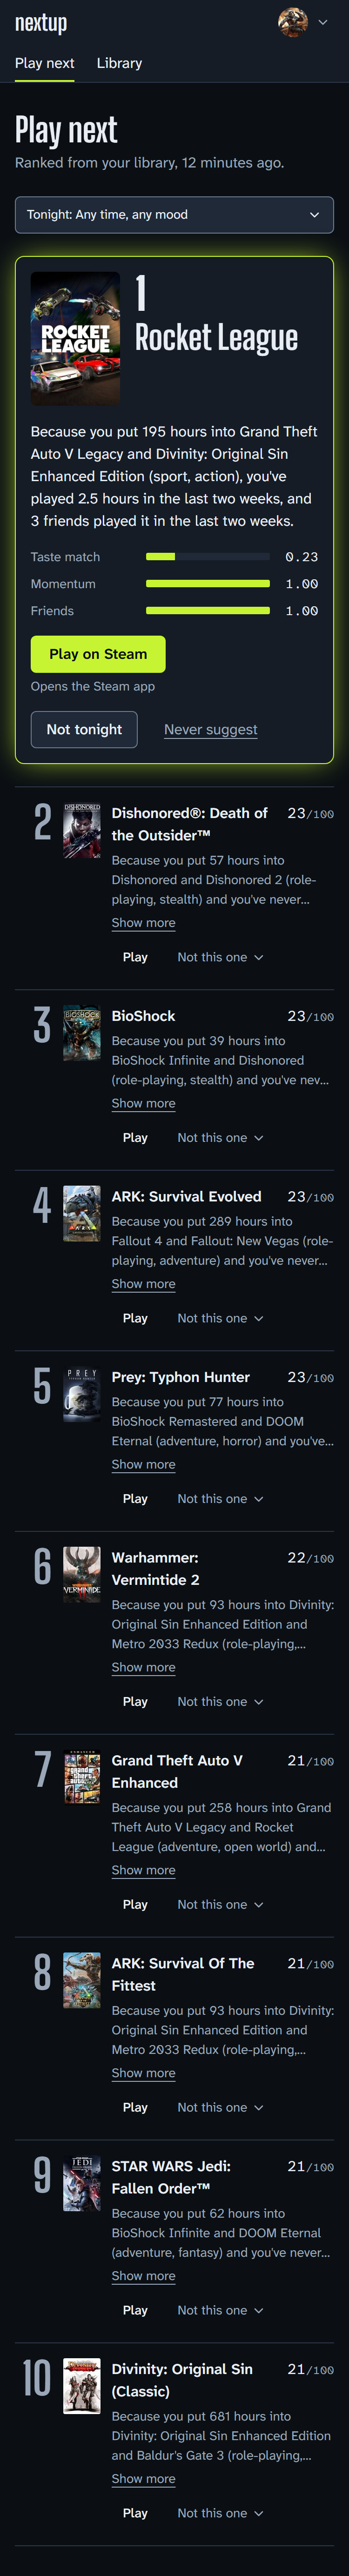 nextup
Play next
Library
Play next
Ranked from your library, 12 minutes ago.
Tonight: Any time, any mood
ROCKET
LEAGUE
1
Rocket League
Because you put 195 hours into Grand Theft
Auto V Legacy and Divinity: Original Sin
Enhanced Edition (sport, action), you've
played 2.5 hours in the last two weeks, and
3 friends played it in the last two weeks.
Taste match 0.23
Momentum 1.00
Friends 1.00
Play on Steam
Opens the Steam app
Not tonight
Never suggest
2
DISHONORED
Dishonored®: Death of
the Outsider™
23/100
Because you put 57 hours into
Dishonored and Dishonored 2 (role-
playing, stealth) and you've never...
Show more
Play
Not this one
3
BIOSHOCK
BioShock
23/100
Because you put 39 hours into
BioShock Infinite and Dishonored
(role-playing, stealth) and you've nev...
Show more
Play
Not this one
4
ARK: Survival Evolved
23/100
Because you put 289 hours into
Fallout 4 and Fallout: New Vegas (role-
playing, adventure) and you've never...
Show more
Play
Not this one
5
PREY
Prey: Typhon Hunter
23/100
Because you put 77 hours into
BioShock Remastered and DOOM
Eternal (adventure, horror) and you've...
Show more
Play
Not this one
6
VERMINTIDE
Warhammer:
Vermintide 2
22/100
Because you put 93 hours into Divinity:
Original Sin Enhanced Edition and
Metro 2033 Redux (role-playing,...
Show more
Play
Not this one
7
grand
theft
auto
Grand Theft Auto V
Enhanced
21/100
Because you put 258 hours into Grand
Theft Auto V Legacy and Rocket
League (adventure, open world) and...
Show more
Play
Not this one
8
ARK: Survival Of The
Fittest
21/100
Because you put 93 hours into Divinity:
Original Sin Enhanced Edition and
Metro 2033 Redux (role-playing,...
Show more
Play
Not this one
9
JEDI
STAR WARS Jedi:
Fallen Order™
21/100
Because you put 62 hours into
BioShock Infinite and DOOM Eternal
(adventure, fantasy) and you've never...
Show more
Play
Not this one
10
DIVINITY
Divinity: Original Sin
(Classic)
21/100
Because you put 681 hours into
Divinity: Original Sin Enhanced Edition
and Baldur's Gate 3 (role-playing,...
Show more
Play
Not this one